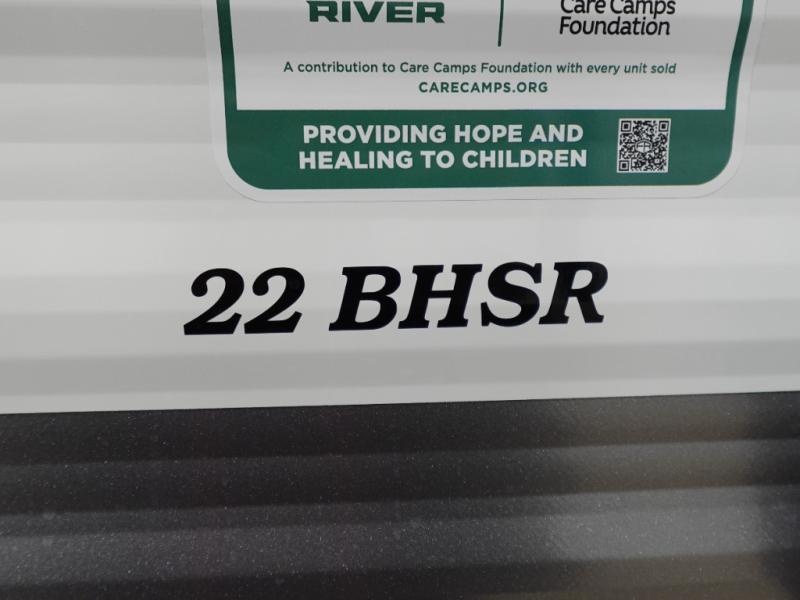 RIVER
Care Camps
Foundation
A contribution to Care Camps Foundation with every unit sold
CARECAMPS.ORG
PROVIDING HOPE AND
HEALING TO CHILDREN
22 BHSR